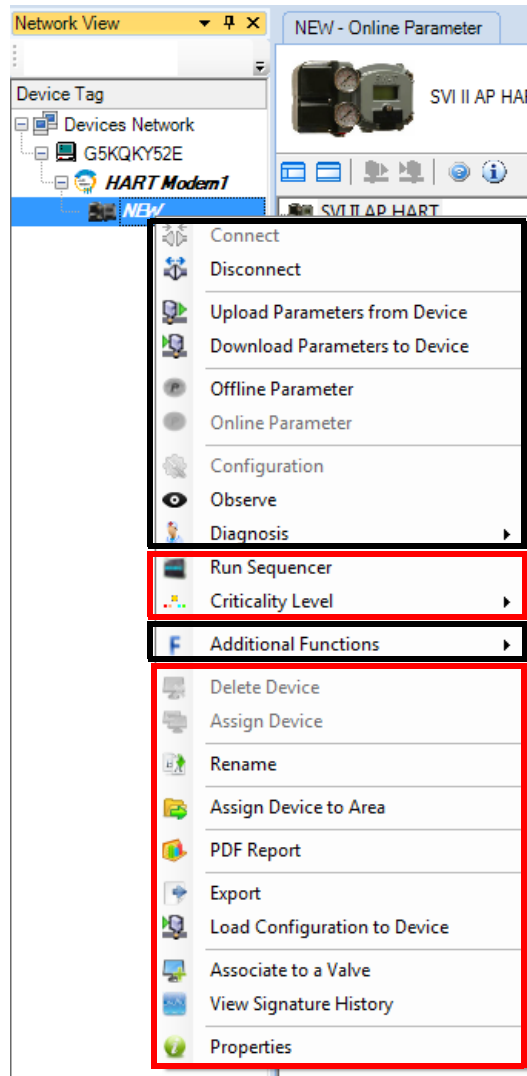 Network View
NEW - Online Parameter
Device Tag
SVI II AP HAR
Devices Network
G5KQKY52E
HART Modem1
NEW
SVI II AP HART
Connect
Disconnect
Upload Parameters from Device
Download Parameters to Device
Offline Parameter
Online Parameter
Configuration
Observe
Diagnosis
Run Sequencer
Criticality Level
F Additional Functions
Delete Device
Assign Device
Rename
Assign Device to Area
PDF Report
Export
Load Configuration to Device
Associate to a Valve
View Signature History
Properties